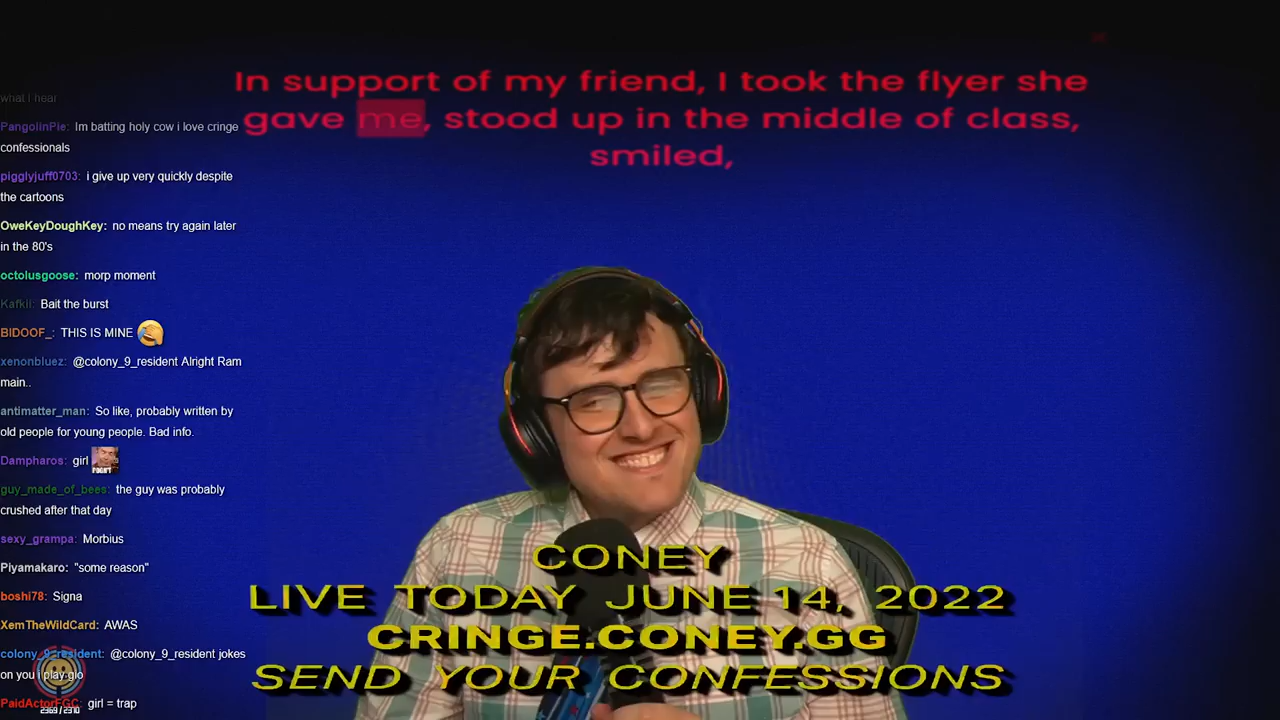 In support of my friend, I took the flyer she
gave me, stood up in the middle of class,
smiled,
what I hear
PangolinPie: Im batting holy cow i love cringe
confessionals
pigglyjuff0703: i give up very quickly despite
the cartoons
OweKeyDoughKey: no means try again later
in the 80's
octolusgoose: morp moment
Kafkii: Bait the burst
BIDOOF_: THIS IS MINE
xenonbluez: @colony_9_resident Alright Ram
main..
antimatter_man: So like, probably written by
old people for young people. Bad info.
Dampharos: girl
guy_made_of_bees: the guy was probably
crushed after that day
sexy_grampa: Morbius
Piyamakaro: "some reason"
boshi78: Signa
XemTheWildCard: AWAS
colony_9_resident: @colony_9_resident jokes
on you i play glo
PaidActorFGC: girl = trap
CONEY
LIVE TODAY JUNE 14, 2022
CRINGE.CONEY.GG
SEND YOUR CONFESSIONS